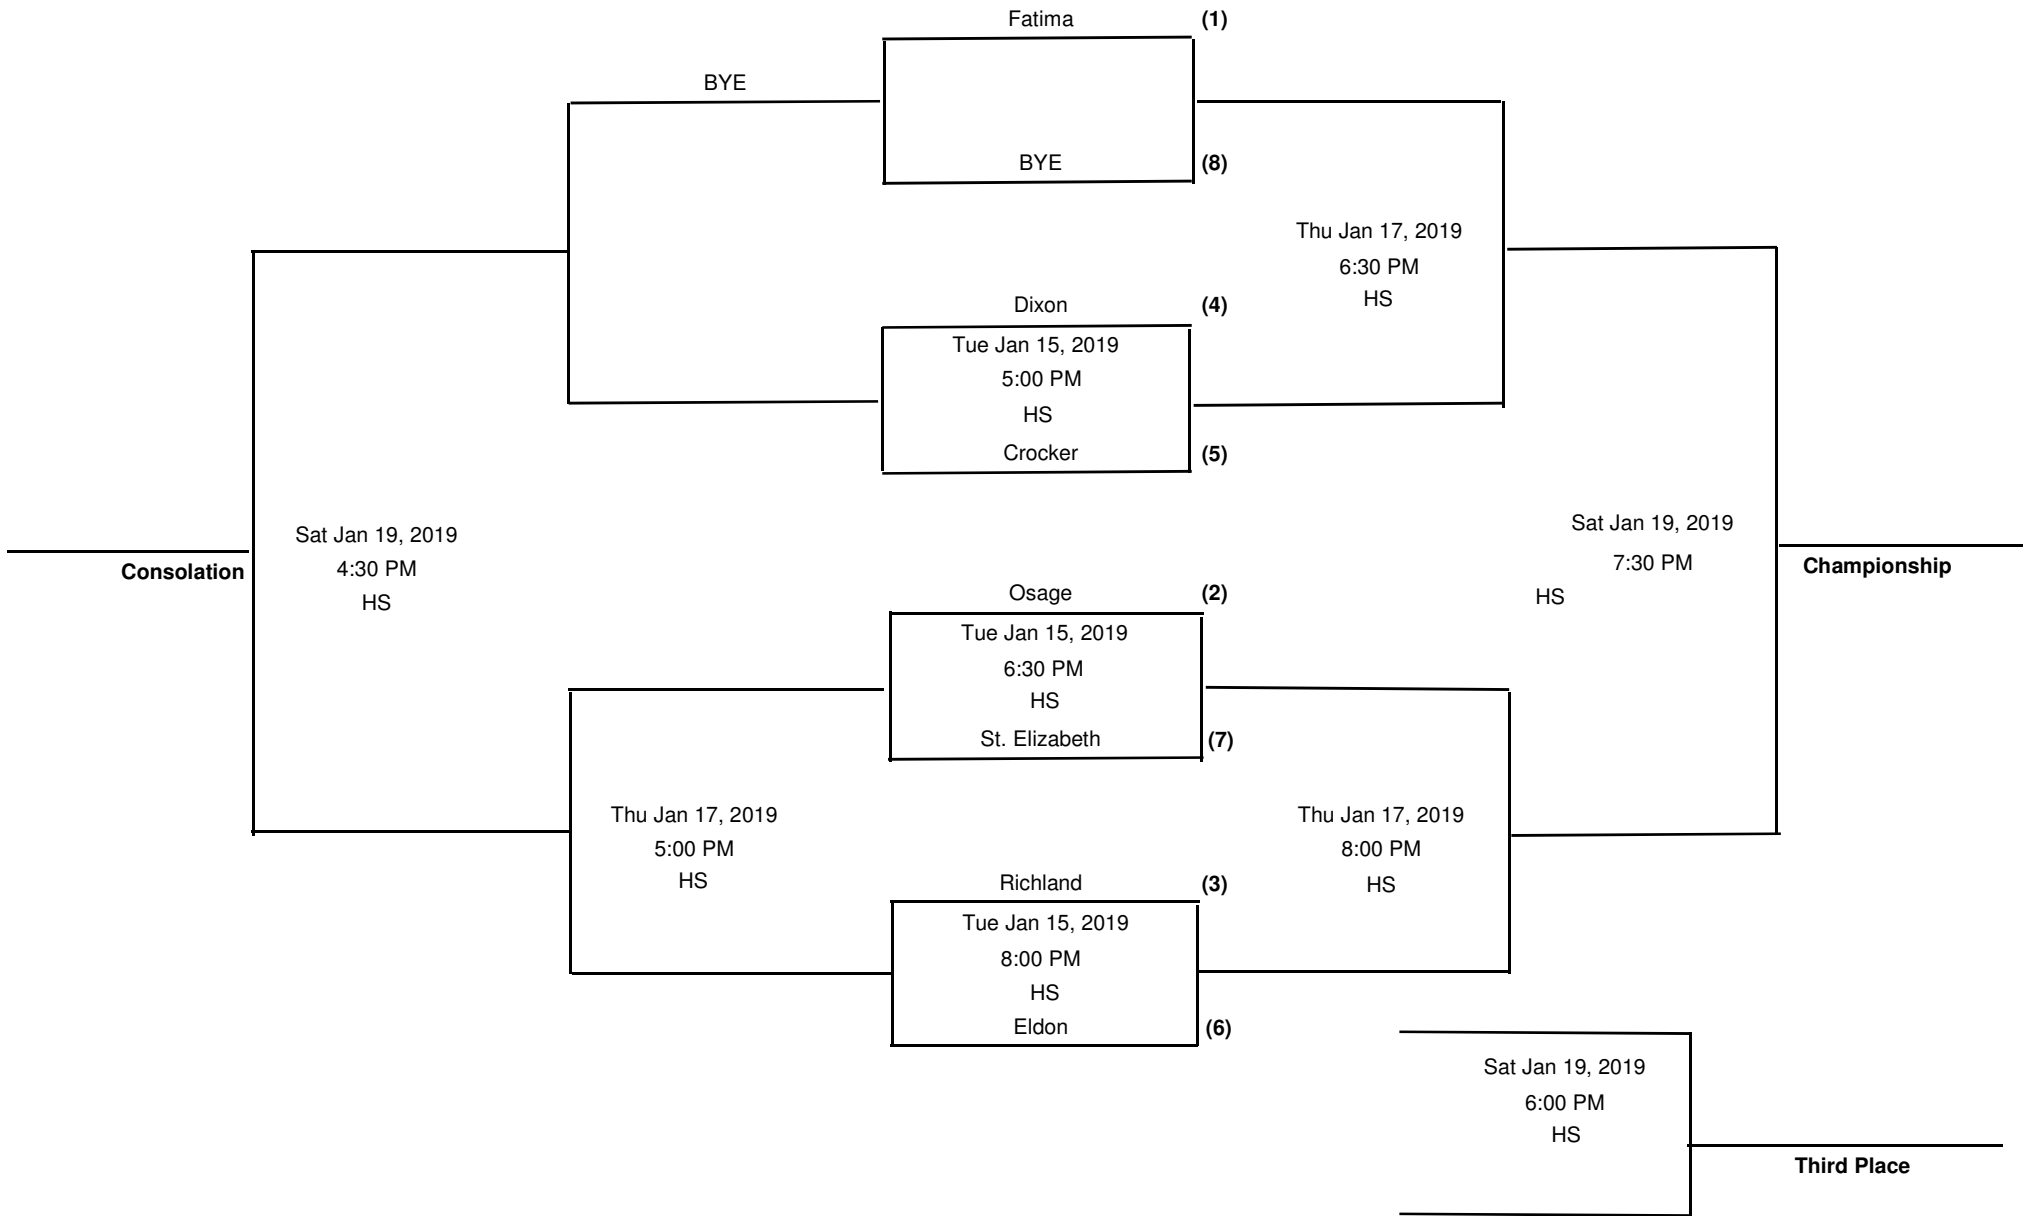 Fatima (1)
BYE
BYE (8)
Thu Jan 17, 2019
6:30 PM
HS
Dixon (4)
Tue Jan 15, 2019
5:00 PM
HS
Crocker (5)
Sat Jan 19, 2019
4:30 PM
HS
Consolation
Sat Jan 19, 2019
7:30 PM
HS
Championship
Osage (2)
Tue Jan 15, 2019
6:30 PM
HS
St. Elizabeth (7)
Thu Jan 17, 2019
5:00 PM
HS
Thu Jan 17, 2019
8:00 PM
HS
Richland (3)
Tue Jan 15, 2019
8:00 PM
HS
Eldon (6)
Sat Jan 19, 2019
6:00 PM
HS
Third Place